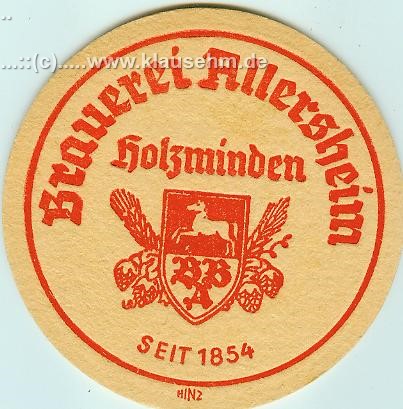 ...::(c).....www.klausehm.de
...::.....
Brauerei Allersheim
Holzminden
BBA
SEIT 1854
HINZ